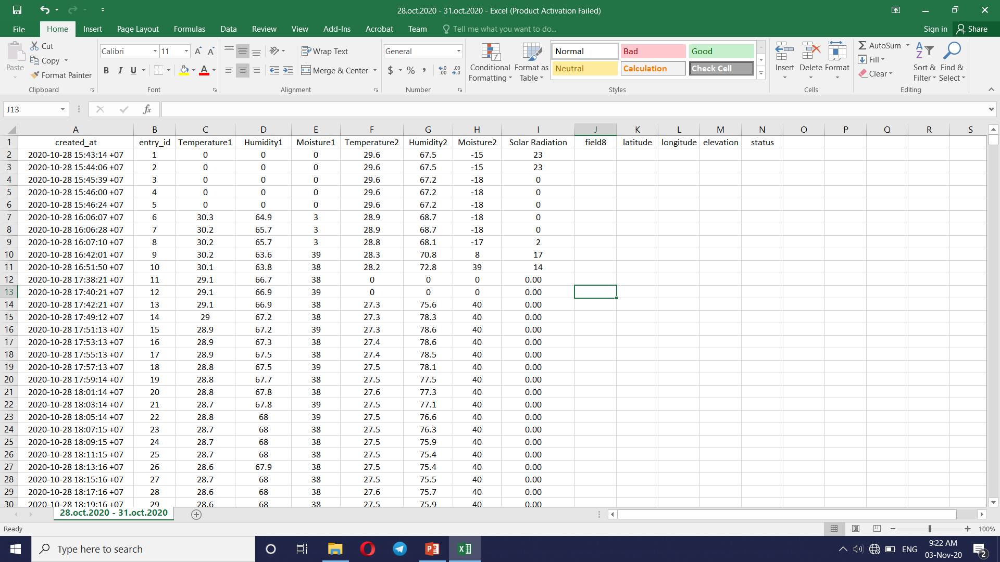 28.oct.2020 - 31.oct.2020 - Excel (Product Activation Failed)
File Home Insert Page Layout Formulas Data Review View Add-Ins Acrobat Team Tell me what you want to do... Sign in Share
Paste
Cut
Copy
Format Painter
Clipboard
Calibri 11
B I U A
Font
Wrap Text
Merge & Center
Alignment
General
$ % ,
Number
Conditional Formatting
Format as Table
Normal Bad Good
Neutral Calculation Check Cell
Styles
Insert Delete Format
Cells
AutoSum
Fill
Clear
Sort & Filter
Find & Select
Editing
J13 fx
A B C D E F G H I J K L M N O P Q R S
1 created_at entry_id Temperature1 Humidity1 Moisture1 Temperature2 Humidity2 Moisture2 Solar Radiation field8 latitude longitude elevation status
2 2020-10-28 15:43:14 +07 1 0 0 0 29.6 67.5 -15 23
3 2020-10-28 15:44:06 +07 2 0 0 0 29.6 67.5 -15 23
4 2020-10-28 15:45:39 +07 3 0 0 0 29.6 67.2 -18 0
5 2020-10-28 15:46:00 +07 4 0 0 0 29.6 67.2 -18 0
6 2020-10-28 15:46:24 +07 5 0 0 0 29.6 67.2 -18 0
7 2020-10-28 16:06:07 +07 6 30.3 64.9 3 28.9 68.7 -18 0
8 2020-10-28 16:06:28 +07 7 30.2 65.7 3 28.9 68.7 -18 0
9 2020-10-28 16:07:10 +07 8 30.2 65.7 3 28.8 68.1 -17 2
10 2020-10-28 16:42:01 +07 9 30.2 63.6 39 28.3 70.8 8 17
11 2020-10-28 16:51:50 +07 10 30.1 63.8 38 28.2 72.8 39 14
12 2020-10-28 17:38:21 +07 11 29.1 66.7 38 0 0 0 0.00
13 2020-10-28 17:40:21 +07 12 29.1 66.9 39 0 0 0 0.00
14 2020-10-28 17:42:21 +07 13 29.1 66.9 38 27.3 75.6 40 0.00
15 2020-10-28 17:49:12 +07 14 29 67.2 38 27.3 78.3 40 0.00
16 2020-10-28 17:51:13 +07 15 28.9 67.2 39 27.3 78.6 40 0.00
17 2020-10-28 17:53:13 +07 16 28.9 67.3 38 27.4 78.6 40 0.00
18 2020-10-28 17:55:13 +07 17 28.9 67.5 38 27.4 78.5 40 0.00
19 2020-10-28 17:57:13 +07 18 28.8 67.5 39 27.5 78.1 40 0.00
20 2020-10-28 17:59:14 +07 19 28.8 67.7 38 27.5 77.5 40 0.00
21 2020-10-28 18:01:14 +07 20 28.8 67.8 38 27.6 77.3 40 0.00
22 2020-10-28 18:03:14 +07 21 28.7 67.8 39 27.5 77.1 40 0.00
23 2020-10-28 18:05:14 +07 22 28.8 68 39 27.5 76.6 40 0.00
24 2020-10-28 18:07:15 +07 23 28.7 68 38 27.5 76.3 40 0.00
25 2020-10-28 18:09:15 +07 24 28.7 68 38 27.5 75.9 40 0.00
26 2020-10-28 18:11:15 +07 25 28.7 68 38 27.5 75.4 40 0.00
27 2020-10-28 18:13:16 +07 26 28.6 67.9 38 27.5 75.4 40 0.00
28 2020-10-28 18:15:16 +07 27 28.7 68 38 27.5 75.5 40 0.00
29 2020-10-28 18:17:16 +07 28 28.6 68 38 27.6 75.7 40 0.00
30 2020-10-28 18:19:16 +07 29 28.6 68 38 27.5 75.9 40 0.00
28.oct.2020 - 31.oct.2020
Ready 100%
Type here to search
ENG
9:22 AM
03-Nov-20
2